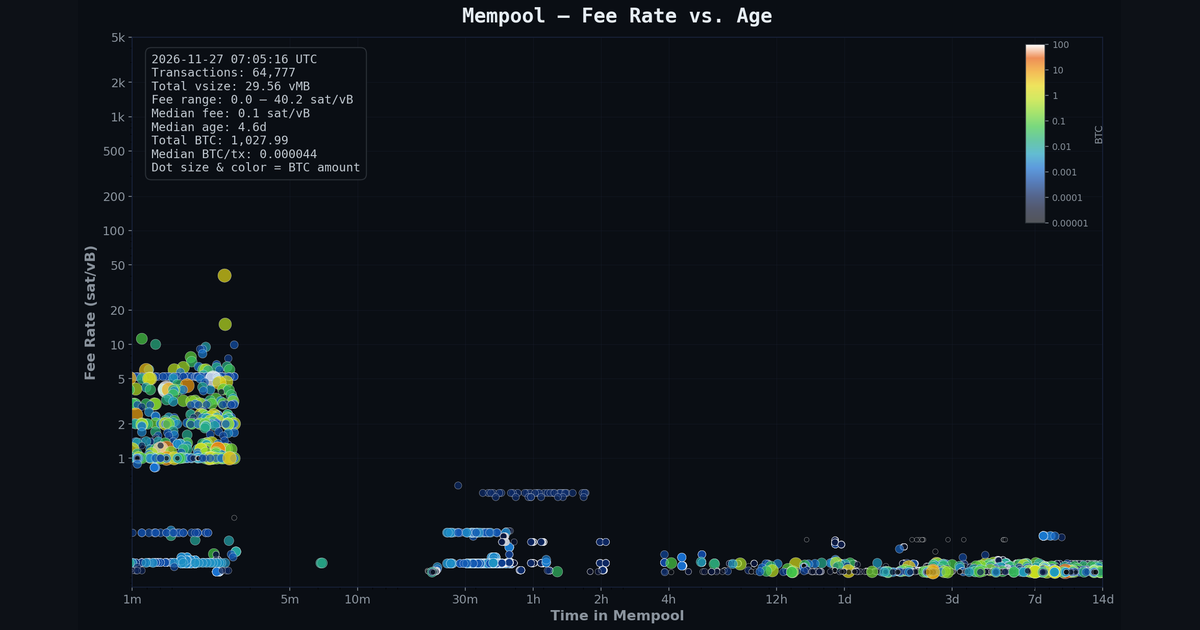 Mempool — Fee Rate vs. Age
2026-11-27 07:05:16 UTC
Transactions: 64,777
Total vsize: 29.56 vMB
Fee range: 0.0 — 40.2 sat/vB
Median fee: 0.1 sat/vB
Median age: 4.6d
Total BTC: 1,027.99
Median BTC/tx: 0.000044
Dot size & color = BTC amount
100
10
1
0.1
0.01
0.001
0.0001
0.00001
BTC
Fee Rate (sat/vB)
5k
2k
1k
500
200
100
50
20
10
5
2
1
1m
5m
10m
30m
1h
2h
4h
12h
1d
3d
7d
14d
Time in Mempool